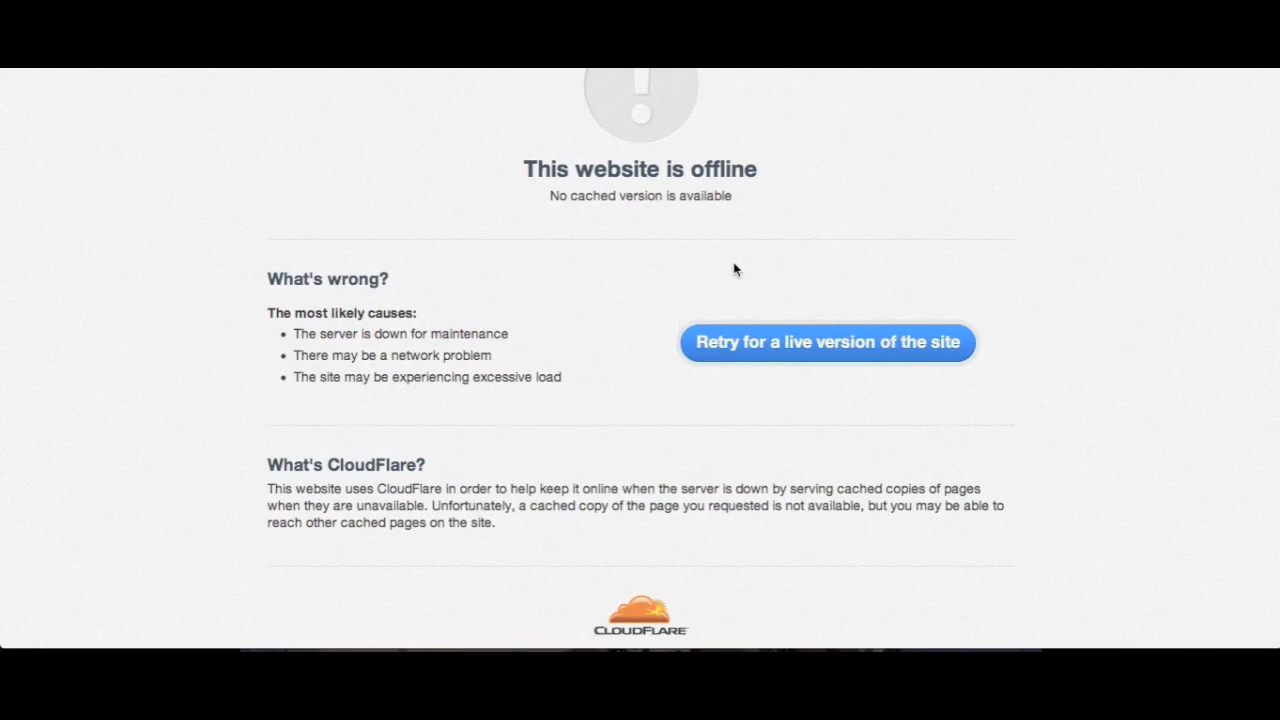 This website is offline
No cached version is available
What's wrong?
The most likely causes:
• The server is down for maintenance
• There may be a network problem
• The site may be experiencing excessive load
Retry for a live version of the site
What's CloudFlare?
This website uses CloudFlare in order to help keep it online when the server is down by serving cached copies of pages
when they are unavailable. Unfortunately, a cached copy of the page you requested is not available, but you may be able to
reach other cached pages on the site.
CLOUDFLARE